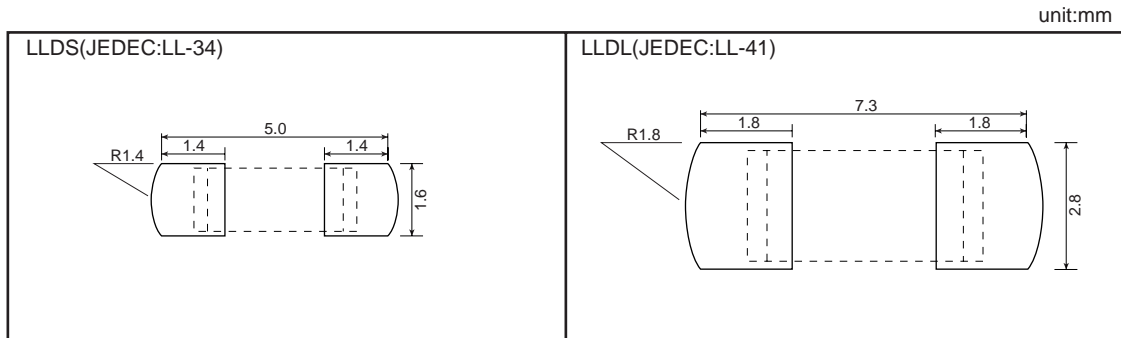 unit:mm
LLDS(JEDEC:LL-34)
5.0
1.4
1.4
R1.4
1.6
LLDL(JEDEC:LL-41)
7.3
1.8
1.8
R1.8
2.8